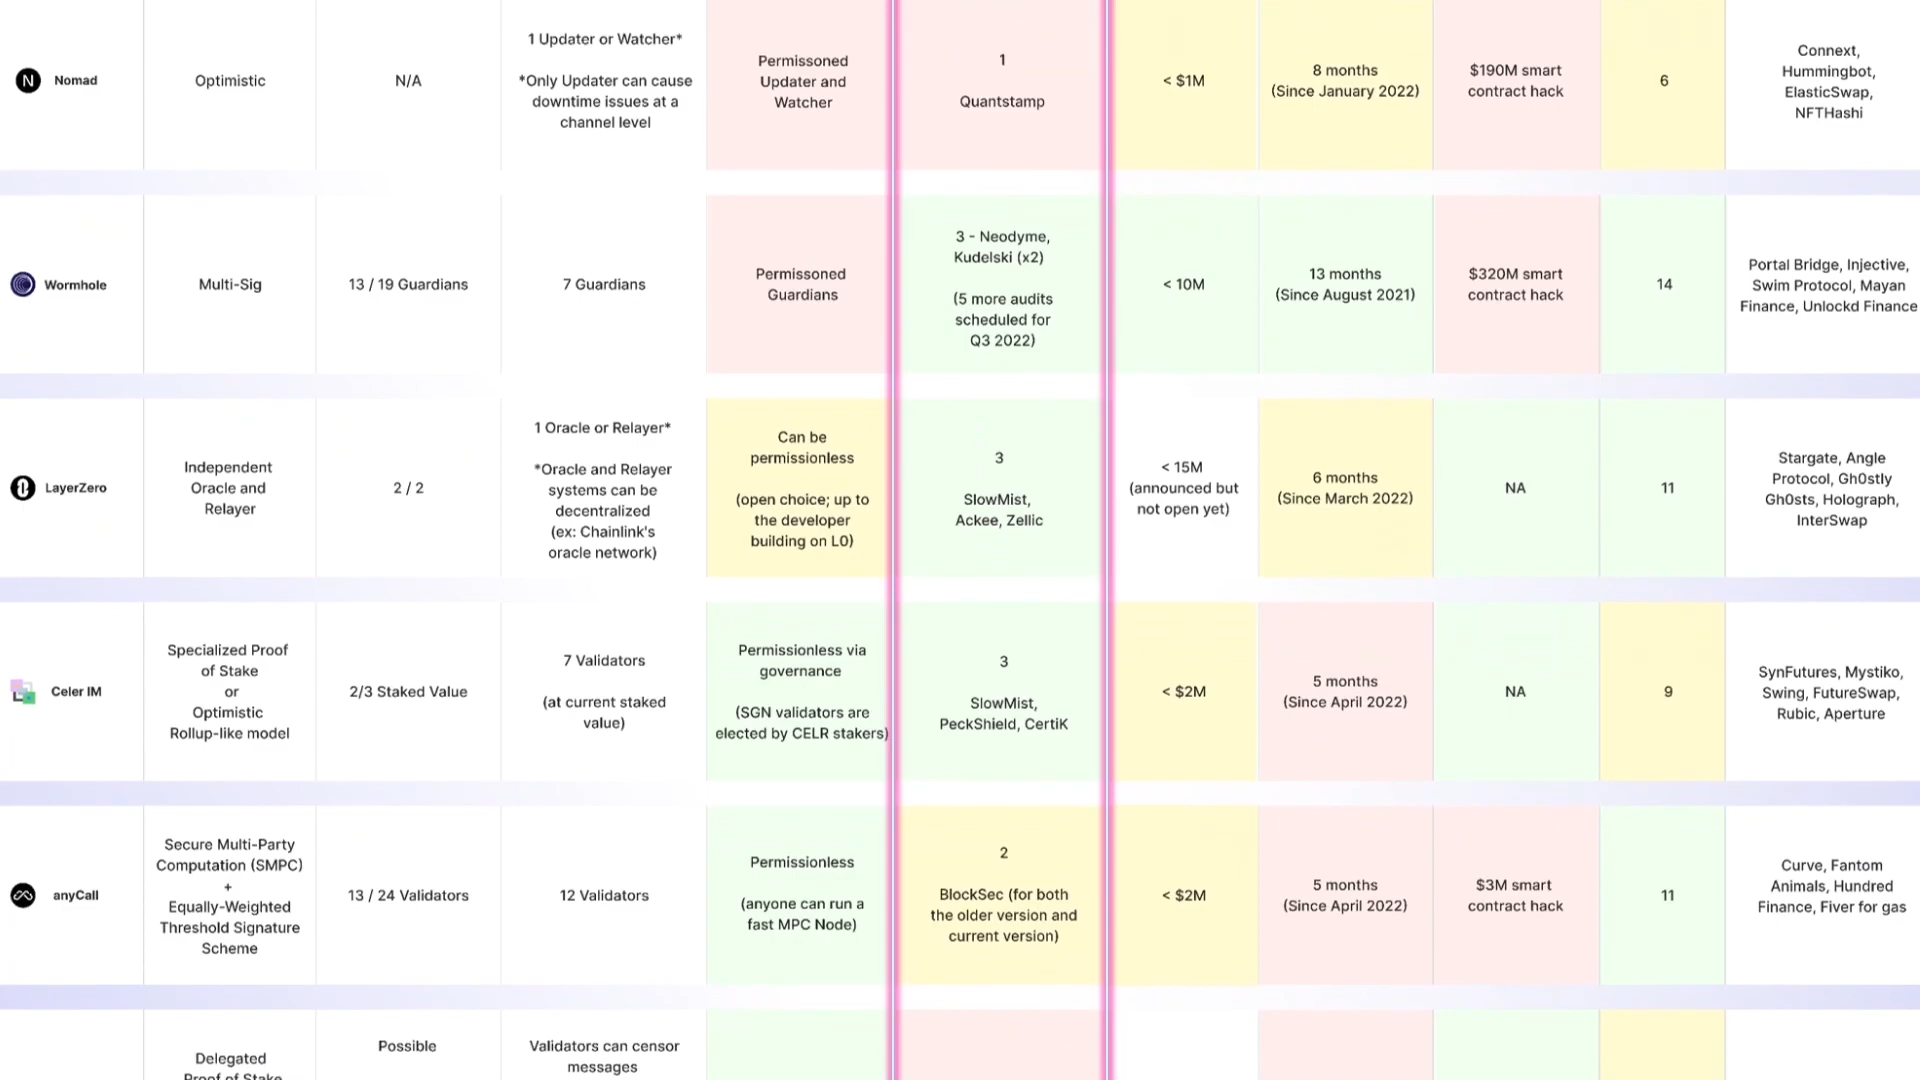 Nomad
Optimistic
N/A
1 Updater or Watcher*
*Only Updater can cause
downtime issues at a
channel level
Permissoned
Updater and
Watcher
1
Quantstamp
< $1M
8 months
(Since January 2022)
$190M smart
contract hack
6
Connext,
Hummingbot,
ElasticSwap,
NFTHashi
Wormhole
Multi-Sig
13 / 19 Guardians
7 Guardians
Permissoned
Guardians
3 - Neodyme,
Kudelski (x2)
(5 more audits
scheduled for
Q3 2022)
< 10M
13 months
(Since August 2021)
$320M smart
contract hack
14
Portal Bridge, Injective,
Swim Protocol, Mayan
Finance, Unlockd Finance
LayerZero
Independent
Oracle and
Relayer
2 / 2
1 Oracle or Relayer*
*Oracle and Relayer
systems can be
decentralized
(ex: Chainlink's
oracle network)
Can be
permissionless
(open choice; up to
the developer
building on L0)
3
SlowMist,
Ackee, Zellic
< 15M
(announced but
not open yet)
6 months
(Since March 2022)
NA
11
Stargate, Angle
Protocol, Gh0stly
Gh0sts, Holograph,
InterSwap
Celer IM
Specialized Proof
of Stake
or
Optimistic
Rollup-like model
2/3 Staked Value
7 Validators
(at current staked
value)
Permissionless via
governance
(SGN validators are
elected by CELR stakers)
3
SlowMist,
PeckShield, CertiK
< $2M
5 months
(Since April 2022)
NA
9
SynFutures, Mystiko,
Swing, FutureSwap,
Rubic, Aperture
anyCall
Secure Multi-Party
Computation (SMPC)
+
Equally-Weighted
Threshold Signature
Scheme
13 / 24 Validators
12 Validators
Permissionless
(anyone can run a
fast MPC Node)
2
BlockSec (for both
the older version and
current version)
< $2M
5 months
(Since April 2022)
$3M smart
contract hack
11
Curve, Fantom
Animals, Hundred
Finance, Fiver for gas
Delegated
Proof of Stake
Possible
Validators can censor
messages